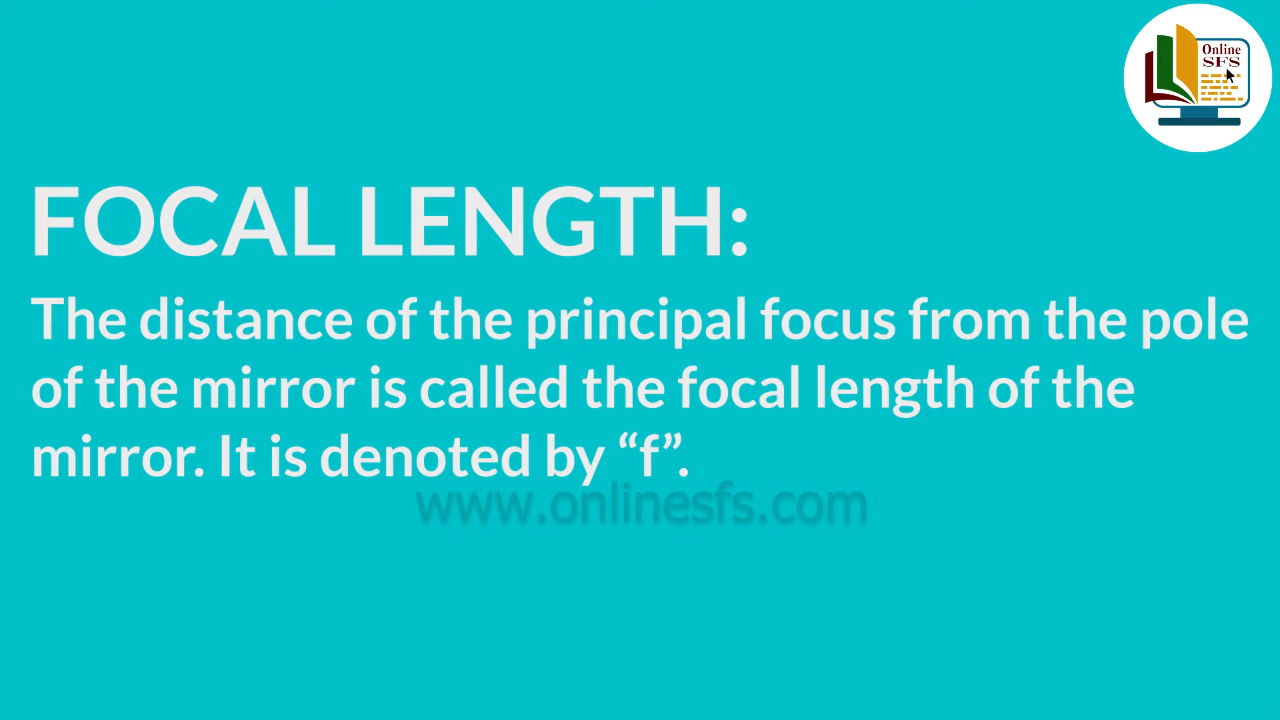 Online
SFS
FOCAL LENGTH:
The distance of the principal focus from the pole
of the mirror is called the focal length of the
mirror. It is denoted by “f”.
www.onlinesfs.com